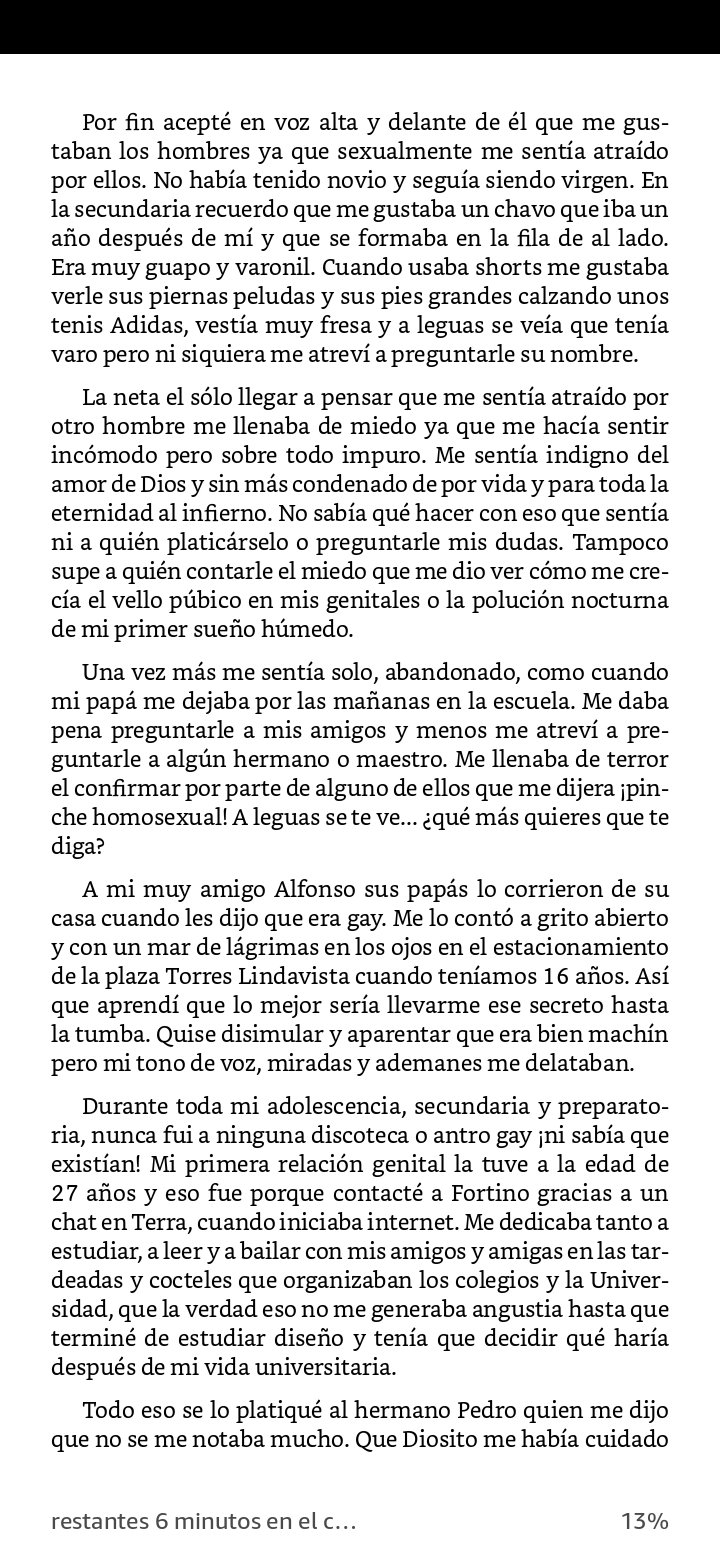 Por fin acepté en voz alta y delante de él que me gus-
taban los hombres ya que sexualmente me sentía atraído
por ellos. No había tenido novio y seguía siendo virgen. En
la secundaria recuerdo que me gustaba un chavo que iba un
año después de mí y que se formaba en la fila de al lado.
Era muy guapo y varonil. Cuando usaba shorts me gustaba
verle sus piernas peludas y sus pies grandes calzando unos
tenis Adidas, vestía muy fresa y a leguas se veía que tenía
varo pero ni siquiera me atreví a preguntarle su nombre.
La neta el sólo llegar a pensar que me sentía atraído por
otro hombre me llenaba de miedo ya que me hacía sentir
incómodo pero sobre todo impuro. Me sentía indigno del
amor de Dios y sin más condenado de por vida y para toda la
eternidad al infierno. No sabía qué hacer con eso que sentía
ni a quién platicárselo o preguntarle mis dudas. Tampoco
supe a quién contarle el miedo que me dio ver cómo me cre-
cía el vello púbico en mis genitales o la polución nocturna
de mi primer sueño húmedo.
Una vez más me sentía solo, abandonado, como cuando
mi papá me dejaba por las mañanas en la escuela. Me daba
pena preguntarle a mis amigos y menos me atreví a pre-
guntarle a algún hermano o maestro. Me llenaba de terror
el confirmar por parte de alguno de ellos que me dijera ¡pin-
che homosexual! A leguas se te ve... ¿qué más quieres que te
diga?
A mi muy amigo Alfonso sus papás lo corrieron de su
casa cuando les dijo que era gay. Me lo contó a grito abierto
y con un mar de lágrimas en los ojos en el estacionamiento
de la plaza Torres Lindavista cuando teníamos 16 años. Así
que aprendí que lo mejor sería llevarme ese secreto hasta
la tumba. Quise disimular y aparentar que era bien machín
pero mi tono de voz, miradas y ademanes me delataban.
Durante toda mi adolescencia, secundaria y preparato-
ria, nunca fui a ninguna discoteca o antro gay ¡ni sabía que
existían! Mi primera relación genital la tuve a la edad de
27 años y eso fue porque contacté a Fortino gracias a un
chat en Terra, cuando iniciaba internet. Me dedicaba tanto a
estudiar, a leer y a bailar con mis amigos y amigas en las tar-
deadas y cocteles que organizaban los colegios y la Univer-
sidad, que la verdad eso no me generaba angustia hasta que
terminé de estudiar diseño y tenía que decidir qué haría
después de mi vida universitaria.
Todo eso se lo platiqué al hermano Pedro quien me dijo
que no se me notaba mucho. Que Diosito me había cuidado
restantes 6 minutos en el c... 13%